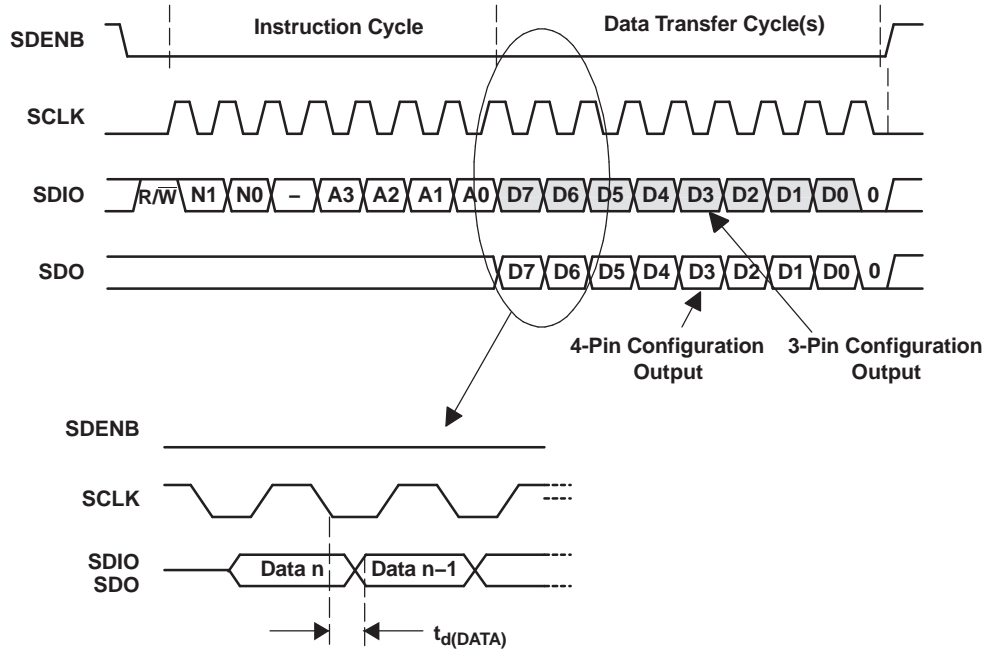 Instruction Cycle
Data Transfer Cycle(s)
SDENB
SCLK
SDIO
R/W̅ N1 N0 – A3 A2 A1 A0 D7 D6 D5 D4 D3 D2 D1 D0 0
SDO
D7 D6 D5 D4 D3 D2 D1 D0 0
4-Pin Configuration
Output
3-Pin Configuration
Output
SDENB
SCLK
SDIO
SDO
Data n
Data n–1
td(DATA)